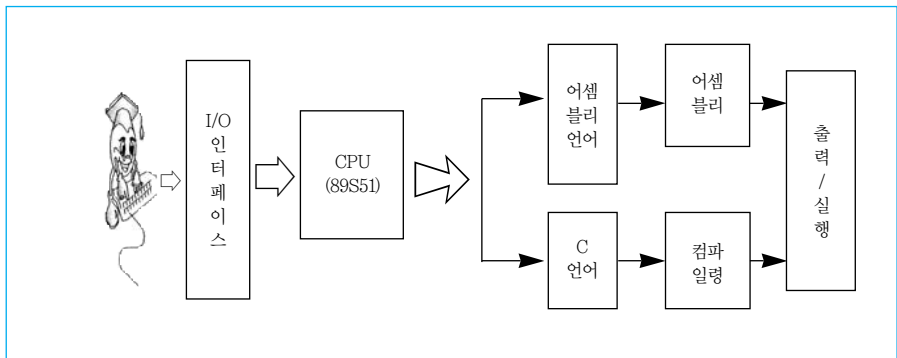 I/O
인
터
페
이
스
CPU
(89S51)
어셈
블리
언어
어셈
블리
C
언어
컴파
일령
출
력
/
실
행